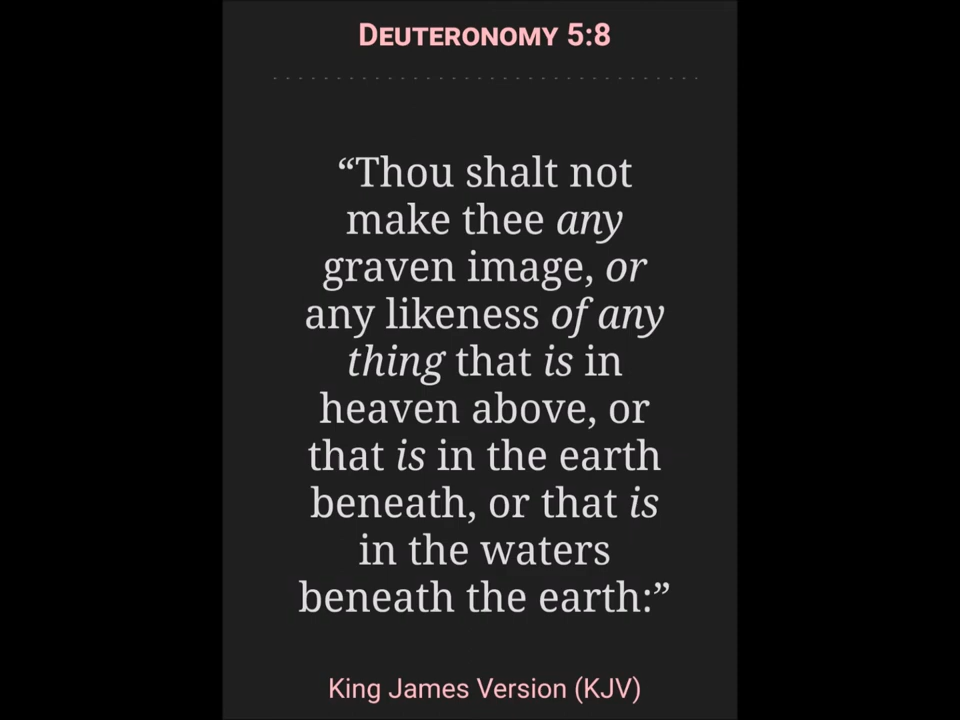 DEUTERONOMY 5:8
“Thou shalt not
make thee any
graven image, or
any likeness of any
thing that is in
heaven above, or
that is in the earth
beneath, or that is
in the waters
beneath the earth:”
King James Version (KJV)